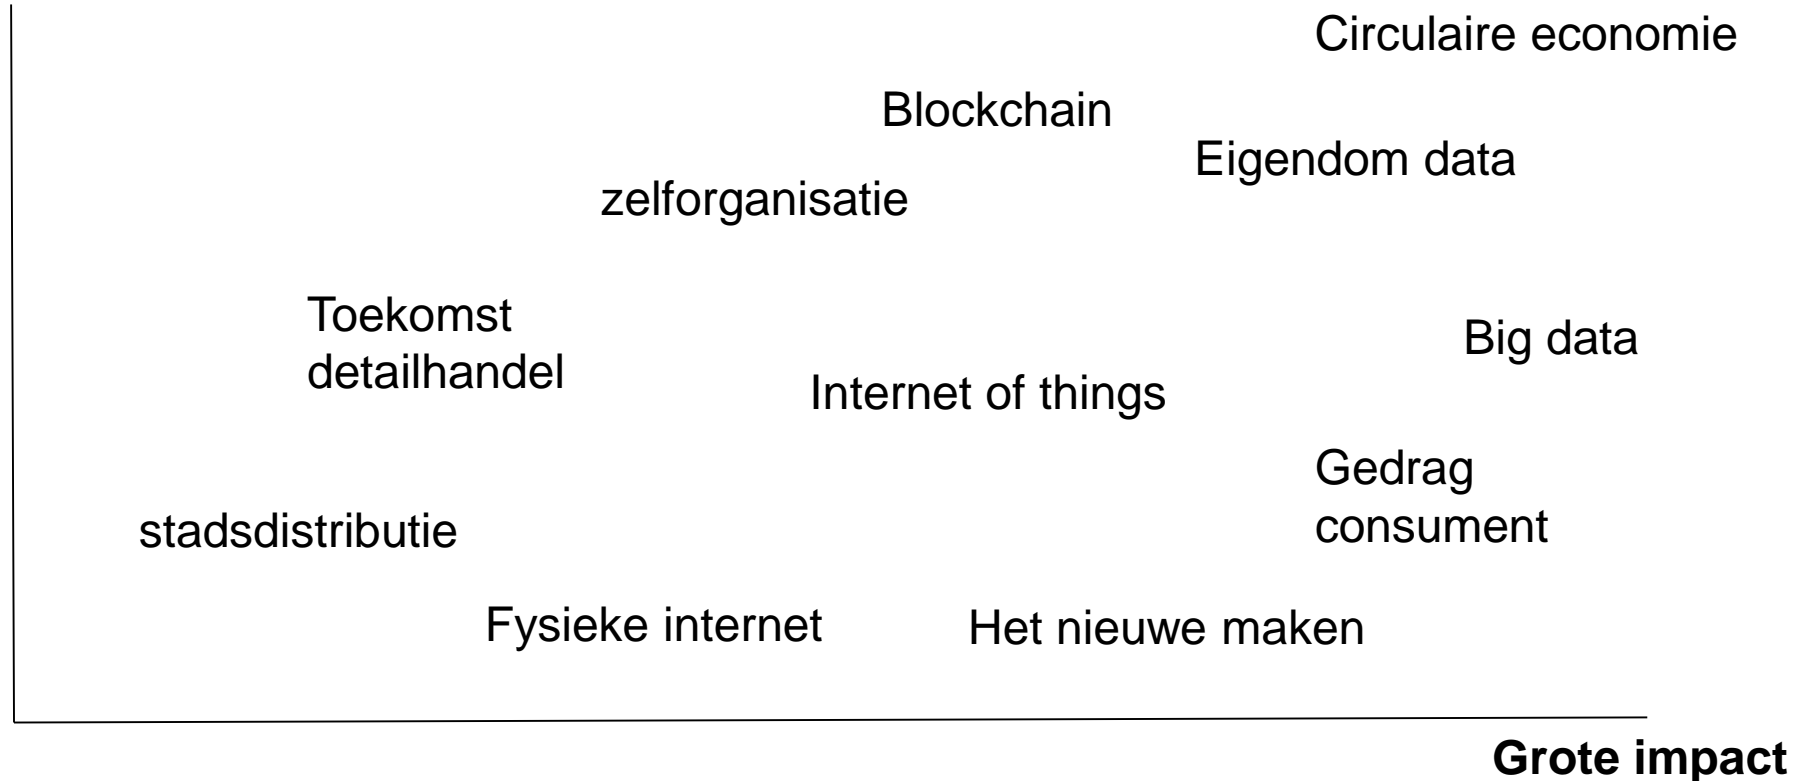 Circulaire economie
Blockchain
Eigendom data
zelforganisatie
Toekomst
detailhandel
Big data
Internet of things
Gedrag
consument
stadsdistributie
Fysieke internet
Het nieuwe maken
Grote impact